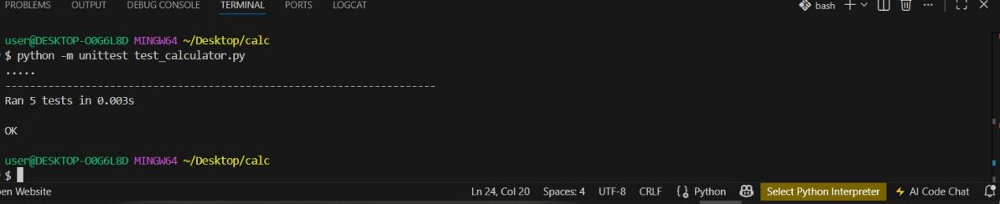 PROBLEMS OUTPUT DEBUG CONSOLE TERMINAL PORTS LOGCAT bash
user@DESKTOP-O0G6L8D MINGW64 ~/Desktop/calc
$ python -m unittest test_calculator.py
.....
----------------------------------------------------------------------
Ran 5 tests in 0.003s
OK
user@DESKTOP-O0G6L8D MINGW64 ~/Desktop/calc
$
en Website Ln 24, Col 20 Spaces: 4 UTF-8 CRLF Python Select Python Interpreter AI Code Chat